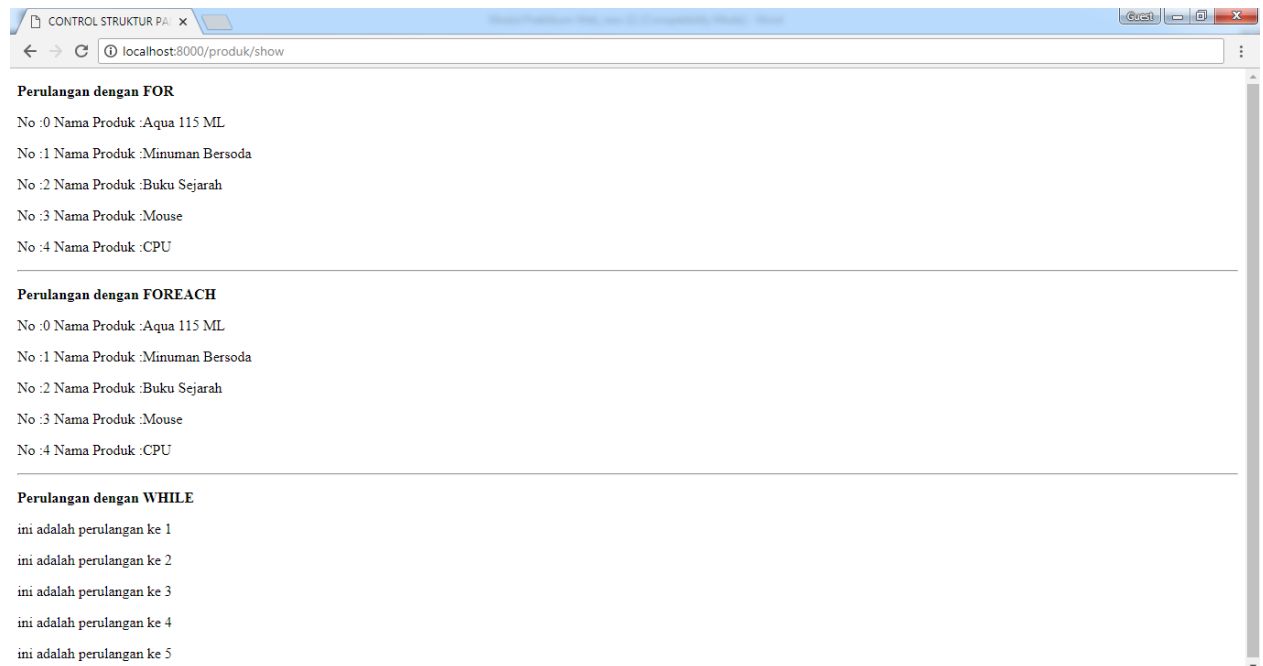 CONTROL STRUKTUR PA
Guest
localhost:8000/produk/show
Perulangan dengan FOR
No :0 Nama Produk :Aqua 115 ML
No :1 Nama Produk :Minuman Bersoda
No :2 Nama Produk :Buku Sejarah
No :3 Nama Produk :Mouse
No :4 Nama Produk :CPU
Perulangan dengan FOREACH
No :0 Nama Produk :Aqua 115 ML
No :1 Nama Produk :Minuman Bersoda
No :2 Nama Produk :Buku Sejarah
No :3 Nama Produk :Mouse
No :4 Nama Produk :CPU
Perulangan dengan WHILE
ini adalah perulangan ke 1
ini adalah perulangan ke 2
ini adalah perulangan ke 3
ini adalah perulangan ke 4
ini adalah perulangan ke 5